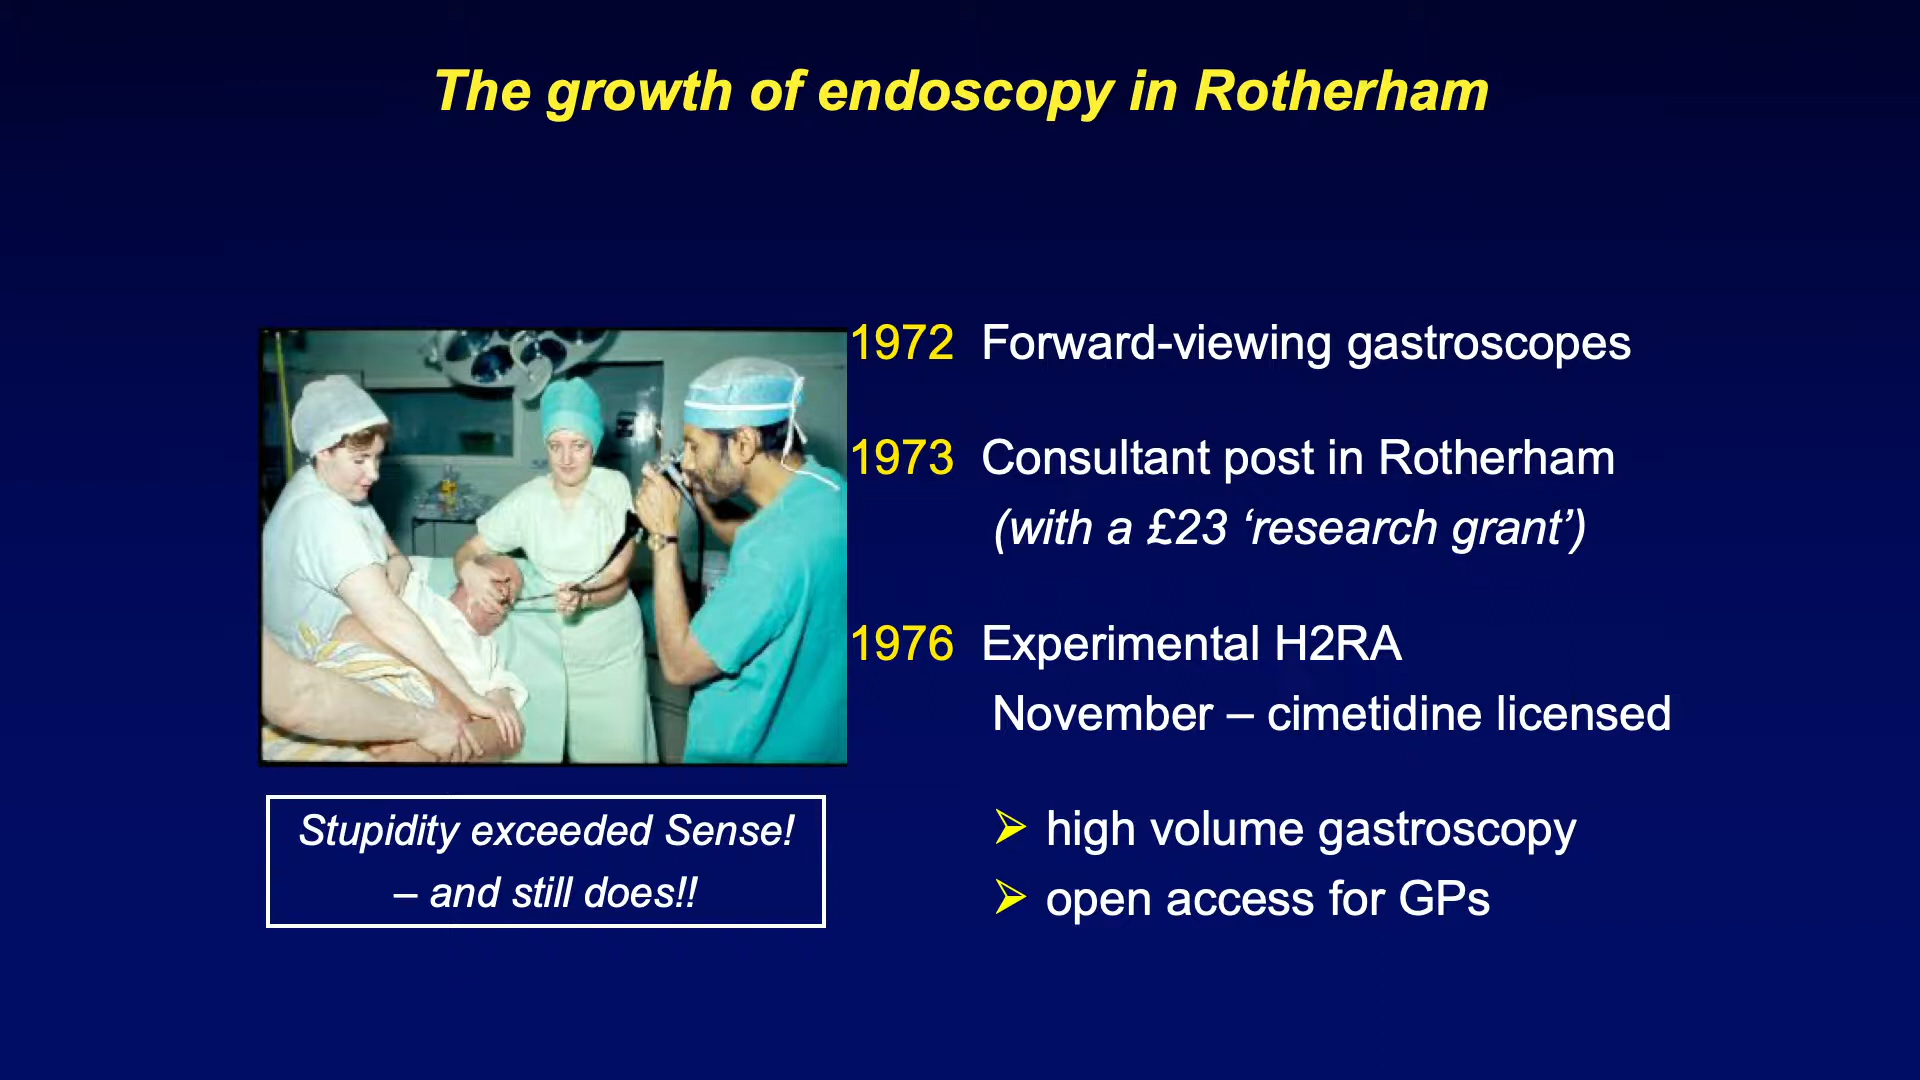 The growth of endoscopy in Rotherham
1972 Forward-viewing gastroscopes
1973 Consultant post in Rotherham
(with a £23 ‘research grant’)
1976 Experimental H2RA
November – cimetidine licensed
➢ high volume gastroscopy
➢ open access for GPs
Stupidity exceeded Sense!
– and still does!!